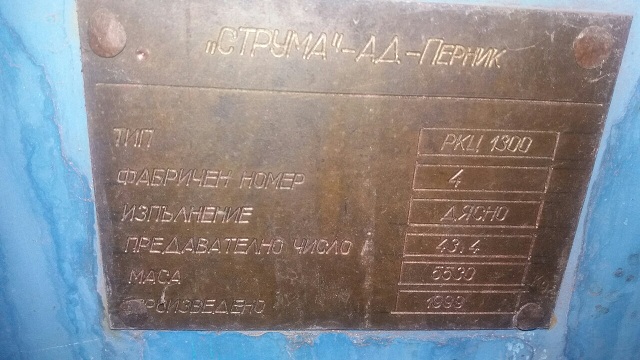 "СТРУМА"-АД-ПЕРНИК
ТИП РКЦ 1300
ФАБРИЧЕН НОМЕР 4
ИЗПЪЛНЕНИЕ ДЯСНО
ПРЕДАВАТЕЛНО ЧИСЛО i 43.4
МАСА
ПРОИЗВЕДЕНО 1999